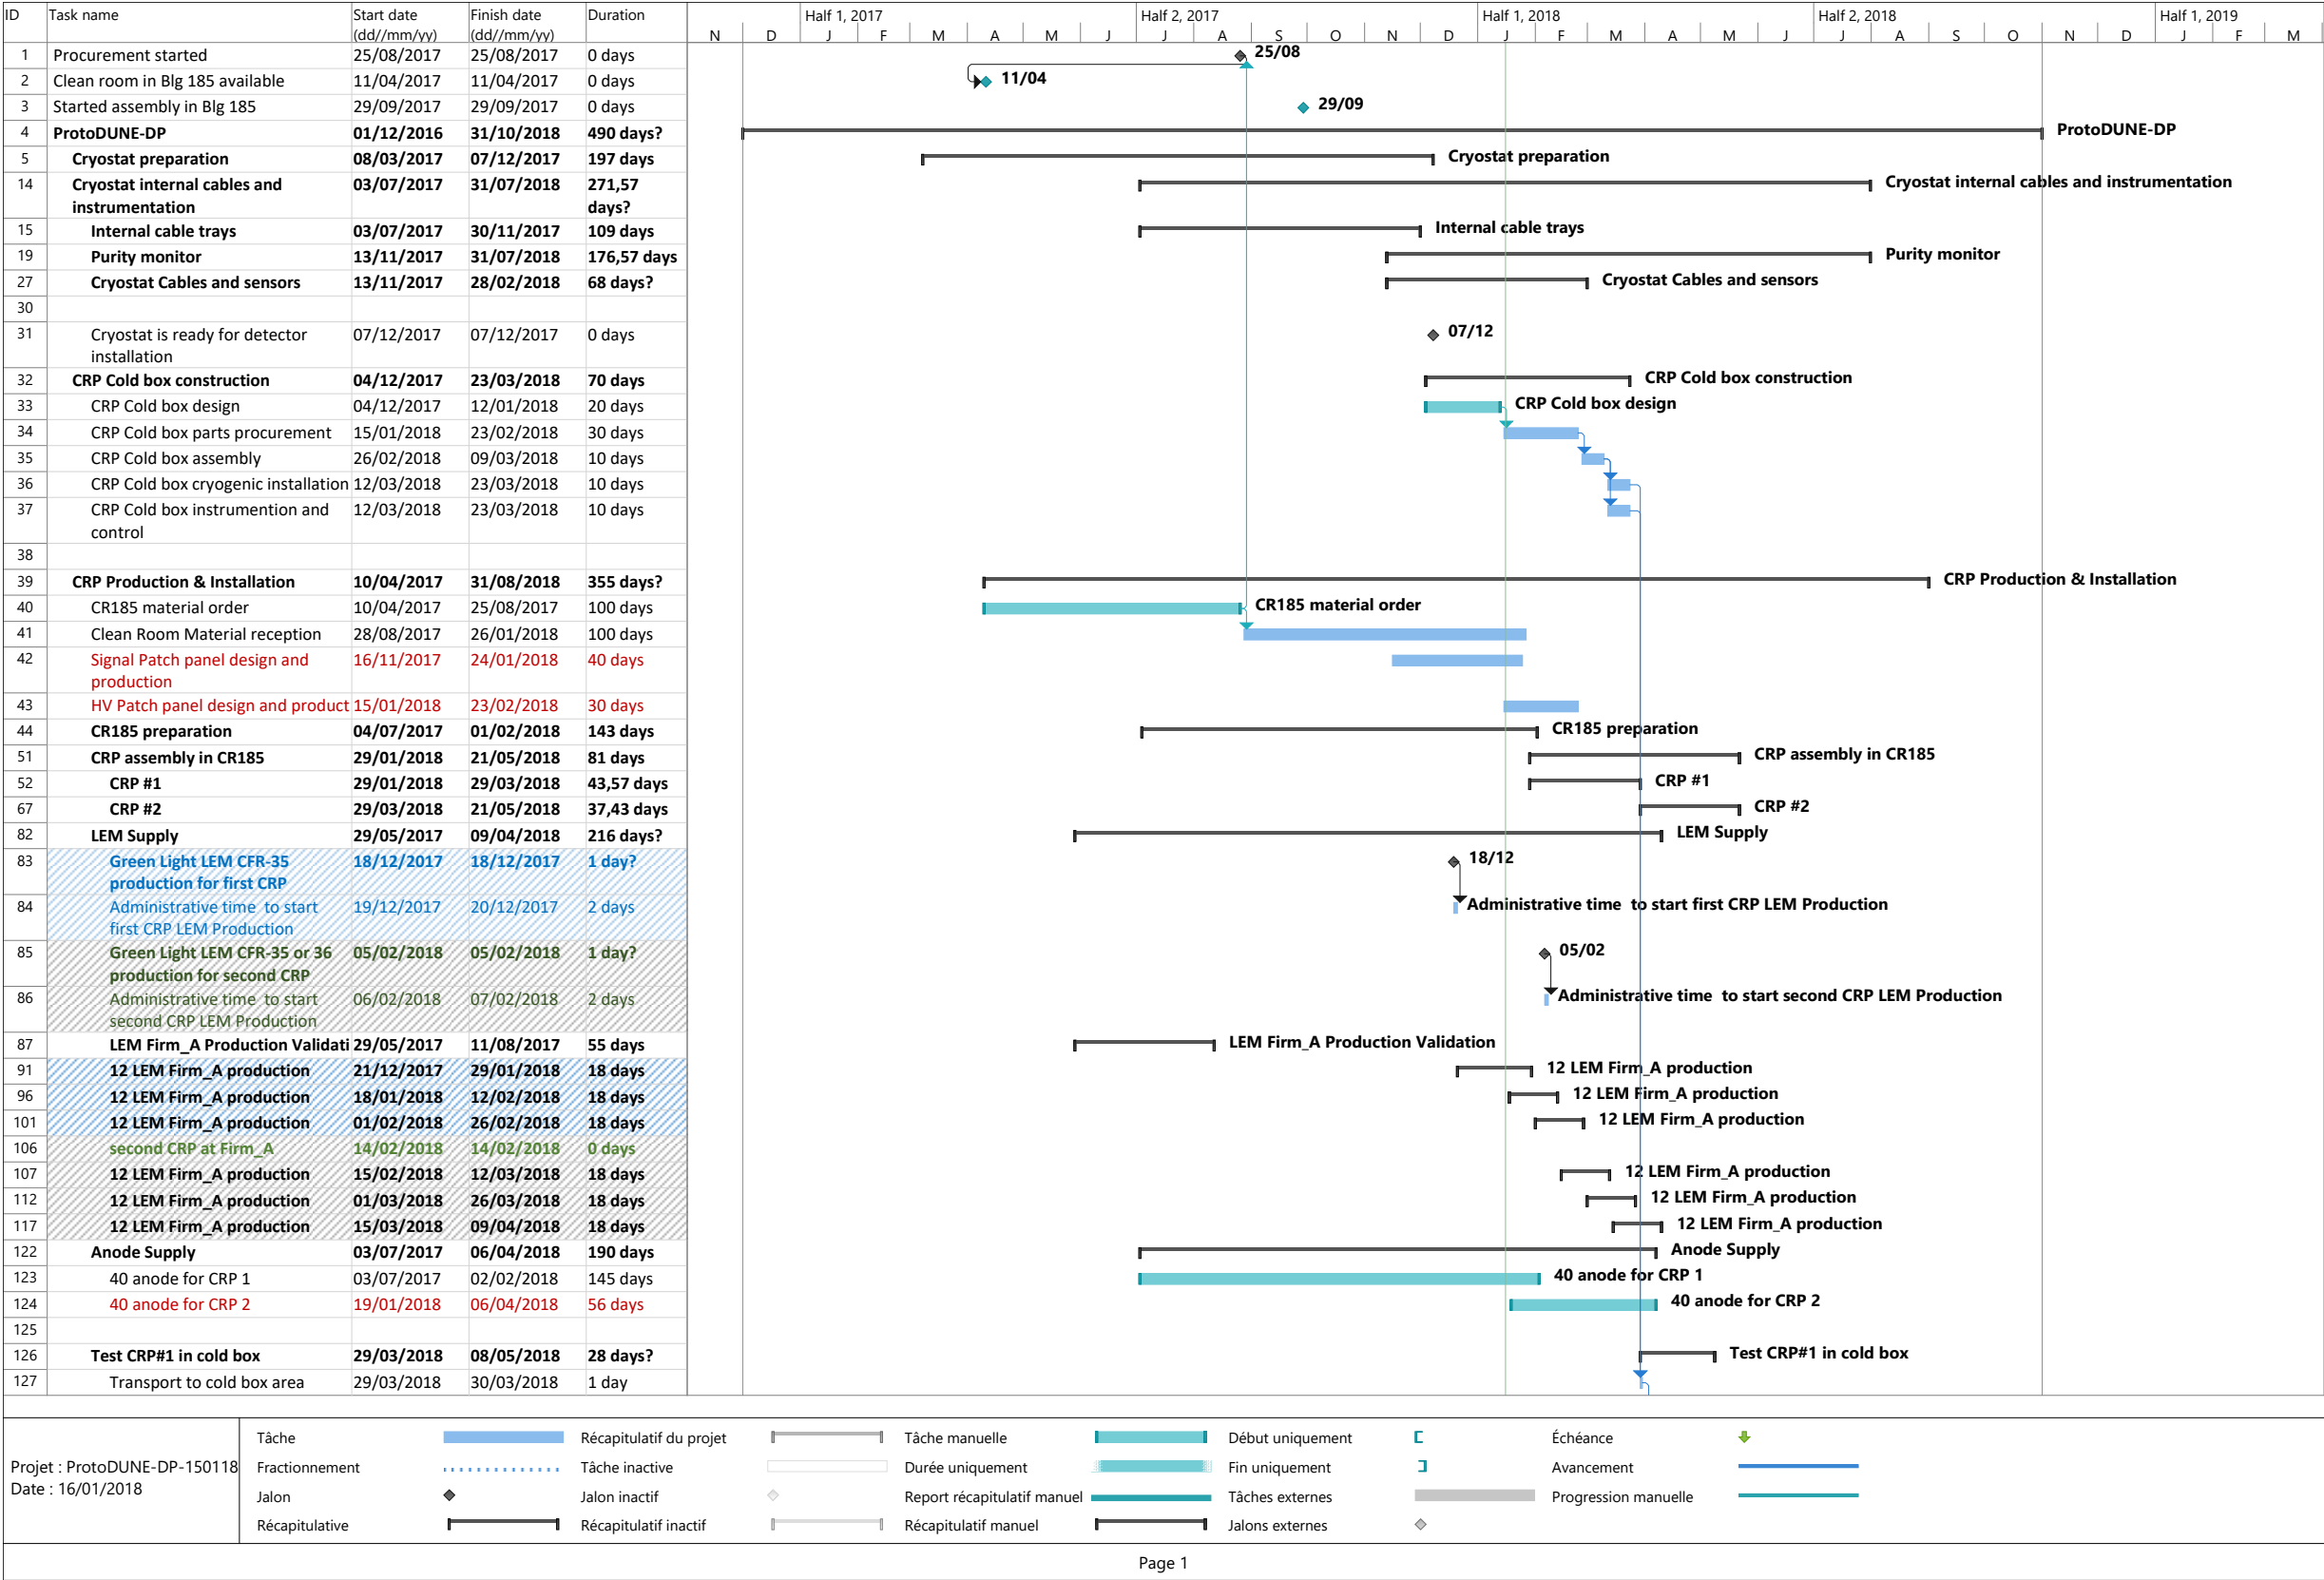 ID Task name Start date Finish date Duration Half 1, 2017 Half 2, 2017 Half 1, 2018 Half 2, 2018 Half 1, 2019
(dd//mm/yy) (dd//mm/yy) N D J F M A M J J A S O N D J F M A M J J A S O N D J F M
1 Procurement started 25/08/2017 25/08/2017 0 days 25/08
2 Clean room in Blg 185 available 11/04/2017 11/04/2017 0 days 11/04
3 Started assembly in Blg 185 29/09/2017 29/09/2017 0 days 29/09
4 ProtoDUNE-DP 01/12/2016 31/10/2018 490 days? ProtoDUNE-DP
5 Cryostat preparation 08/03/2017 07/12/2017 197 days Cryostat preparation
14 Cryostat internal cables and 03/07/2017 31/07/2018 271,57 Cryostat internal cables and instrumentation
instrumentation days?
15 Internal cable trays 03/07/2017 30/11/2017 109 days Internal cable trays
19 Purity monitor 13/11/2017 31/07/2018 176,57 days Purity monitor
27 Cryostat Cables and sensors 13/11/2017 28/02/2018 68 days? Cryostat Cables and sensors
30
31 Cryostat is ready for detector 07/12/2017 07/12/2017 0 days 07/12
installation
32 CRP Cold box construction 04/12/2017 23/03/2018 70 days CRP Cold box construction
33 CRP Cold box design 04/12/2017 12/01/2018 20 days CRP Cold box design
34 CRP Cold box parts procurement 15/01/2018 23/02/2018 30 days
35 CRP Cold box assembly 26/02/2018 09/03/2018 10 days
36 CRP Cold box cryogenic installation 12/03/2018 23/03/2018 10 days
37 CRP Cold box instrumention and 12/03/2018 23/03/2018 10 days
control
38
39 CRP Production & Installation 10/04/2017 31/08/2018 355 days? CRP Production & Installation
40 CR185 material order 10/04/2017 25/08/2017 100 days CR185 material order
41 Clean Room Material reception 28/08/2017 26/01/2018 100 days
42 Signal Patch panel design and 16/11/2017 24/01/2018 40 days
production
43 HV Patch panel design and product 15/01/2018 23/02/2018 30 days
44 CR185 preparation 04/07/2017 01/02/2018 143 days CR185 preparation
51 CRP assembly in CR185 29/01/2018 21/05/2018 81 days CRP assembly in CR185
52 CRP #1 29/01/2018 29/03/2018 43,57 days CRP #1
67 CRP #2 29/03/2018 21/05/2018 37,43 days CRP #2
82 LEM Supply 29/05/2017 09/04/2018 216 days? LEM Supply
83 Green Light LEM CFR-35 18/12/2017 18/12/2017 1 day? 18/12
production for first CRP
84 Administrative time to start 19/12/2017 20/12/2017 2 days Administrative time to start first CRP LEM Production
first CRP LEM Production
85 Green Light LEM CFR-35 or 36 05/02/2018 05/02/2018 1 day? 05/02
production for second CRP
86 Administrative time to start 06/02/2018 07/02/2018 2 days Administrative time to start second CRP LEM Production
second CRP LEM Production
87 LEM Firm_A Production Validati 29/05/2017 11/08/2017 55 days LEM Firm_A Production Validation
91 12 LEM Firm_A production 21/12/2017 29/01/2018 18 days 12 LEM Firm_A production
96 12 LEM Firm_A production 18/01/2018 12/02/2018 18 days 12 LEM Firm_A production
101 12 LEM Firm_A production 01/02/2018 26/02/2018 18 days 12 LEM Firm_A production
106 second CRP at Firm_A 14/02/2018 14/02/2018 0 days
107 12 LEM Firm_A production 15/02/2018 12/03/2018 18 days 12 LEM Firm_A production
112 12 LEM Firm_A production 01/03/2018 26/03/2018 18 days 12 LEM Firm_A production
117 12 LEM Firm_A production 15/03/2018 09/04/2018 18 days 12 LEM Firm_A production
122 Anode Supply 03/07/2017 06/04/2018 190 days Anode Supply
123 40 anode for CRP 1 03/07/2017 02/02/2018 145 days 40 anode for CRP 1
124 40 anode for CRP 2 19/01/2018 06/04/2018 56 days 40 anode for CRP 2
125
126 Test CRP#1 in cold box 29/03/2018 08/05/2018 28 days? Test CRP#1 in cold box
127 Transport to cold box area 29/03/2018 30/03/2018 1 day
Projet : ProtoDUNE-DP-150118
Date : 16/01/2018
Tâche Récapitulatif du projet Tâche manuelle Début uniquement Échéance
Fractionnement Tâche inactive Durée uniquement Fin uniquement Avancement
Jalon Jalon inactif Report récapitulatif manuel Tâches externes Progression manuelle
Récapitulative Récapitulatif inactif Récapitulatif manuel Jalons externes
Page 1